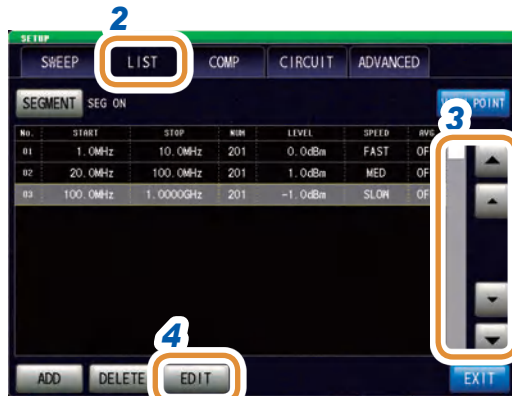 2
SETUP
SWEEP LIST COMP CIRCUIT ADVANCED
SEGMENT SEG ON POINT
3
No. START STOP NUM LEVEL SPEED AVG
01 1.0MHz 10.0MHz 201 0.0dBm FAST OF
02 20.0MHz 100.0MHz 201 1.0dBm MED OF
03 100.0MHz 1.0000GHz 201 -1.0dBm SLOW OF
4
ADD DELETE EDIT EXIT